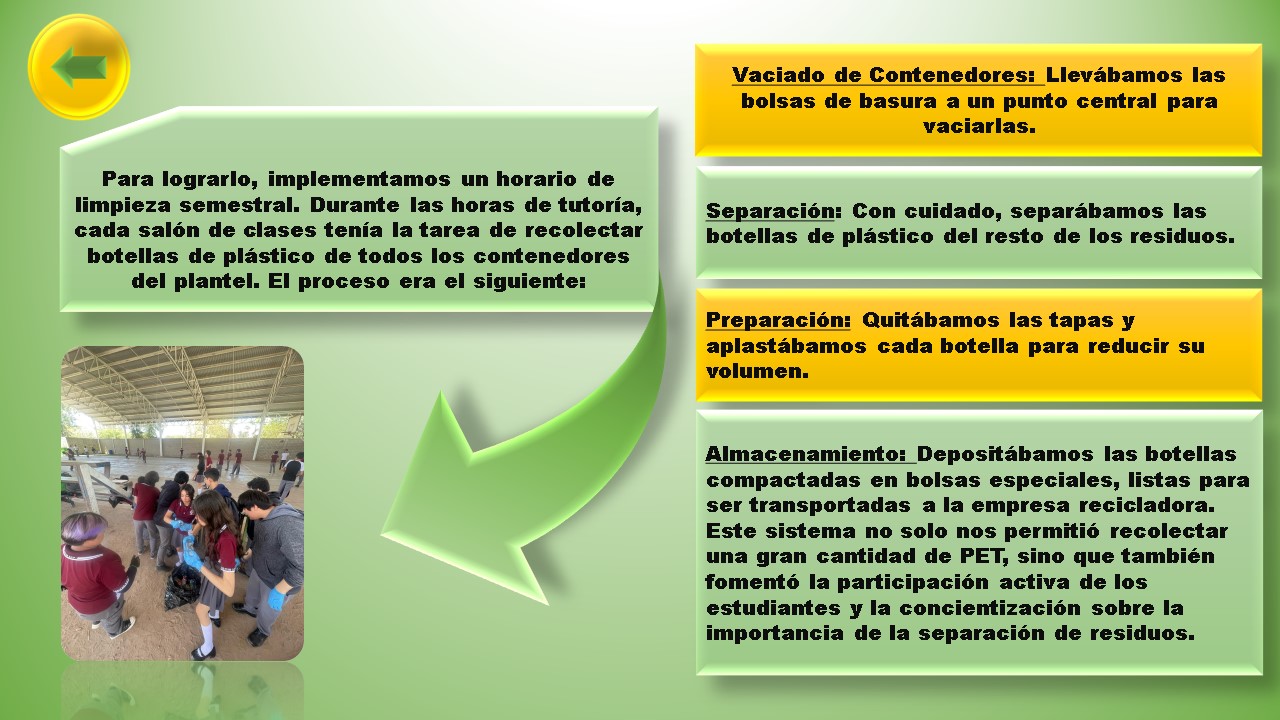 Para lograrlo, implementamos un horario de
limpieza semestral. Durante las horas de tutoría,
cada salón de clases tenía la tarea de recolectar
botellas de plástico de todos los contenedores
del plantel. El proceso era el siguiente:
Vaciado de Contenedores: Llevábamos las
bolsas de basura a un punto central para
vaciarlas.
Separación: Con cuidado, separábamos las
botellas de plástico del resto de los residuos.
Preparación: Quitábamos las tapas y
aplastábamos cada botella para reducir su
volumen.
Almacenamiento: Depositábamos las botellas
compactadas en bolsas especiales, listas para
ser transportadas a la empresa recicladora.
Este sistema no solo nos permitió recolectar
una gran cantidad de PET, sino que también
fomentó la participación activa de los
estudiantes y la concientización sobre la
importancia de la separación de residuos.